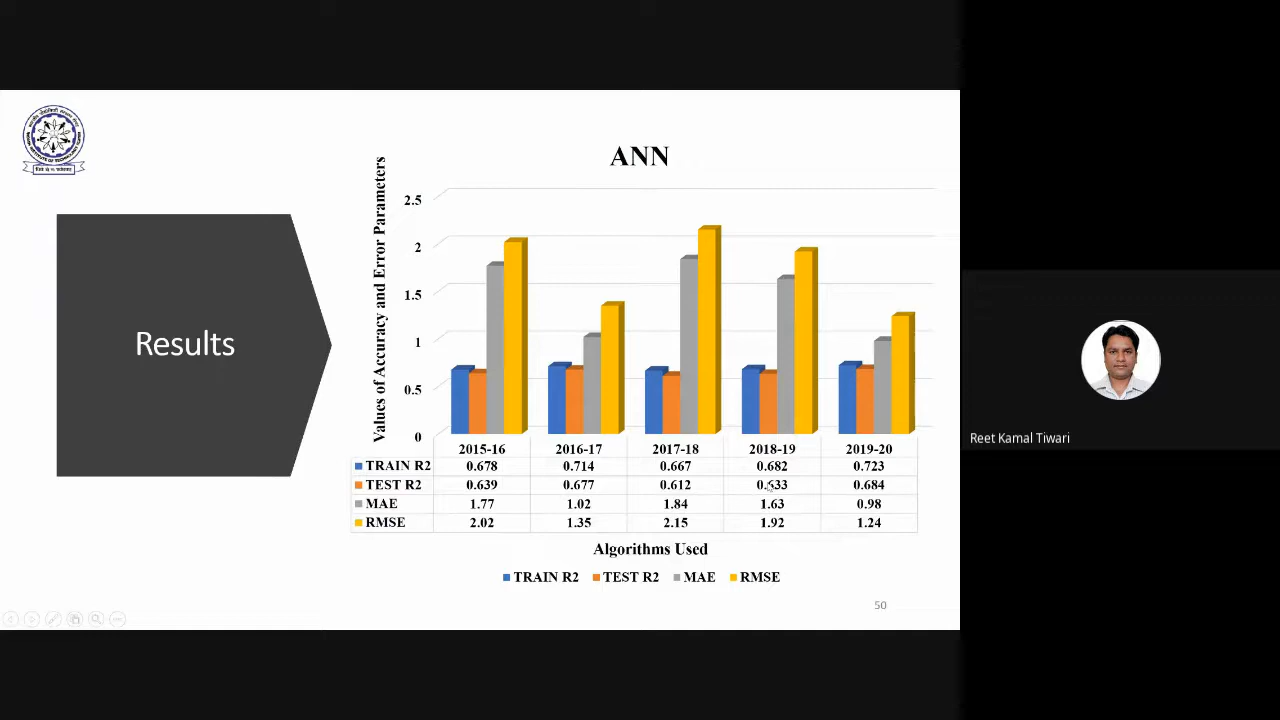 ANN
Values of Accuracy and Error Parameters
2.5
2
1.5
1
0.5
0
Results
2015-16 2016-17 2017-18 2018-19 2019-20
TRAIN R2 0.678 0.714 0.667 0.682 0.723
TEST R2 0.639 0.677 0.612 0.633 0.684
MAE 1.77 1.02 1.84 1.63 0.98
RMSE 2.02 1.35 2.15 1.92 1.24
Algorithms Used
TRAIN R2 TEST R2 MAE RMSE
50
Reet Kamal Tiwari